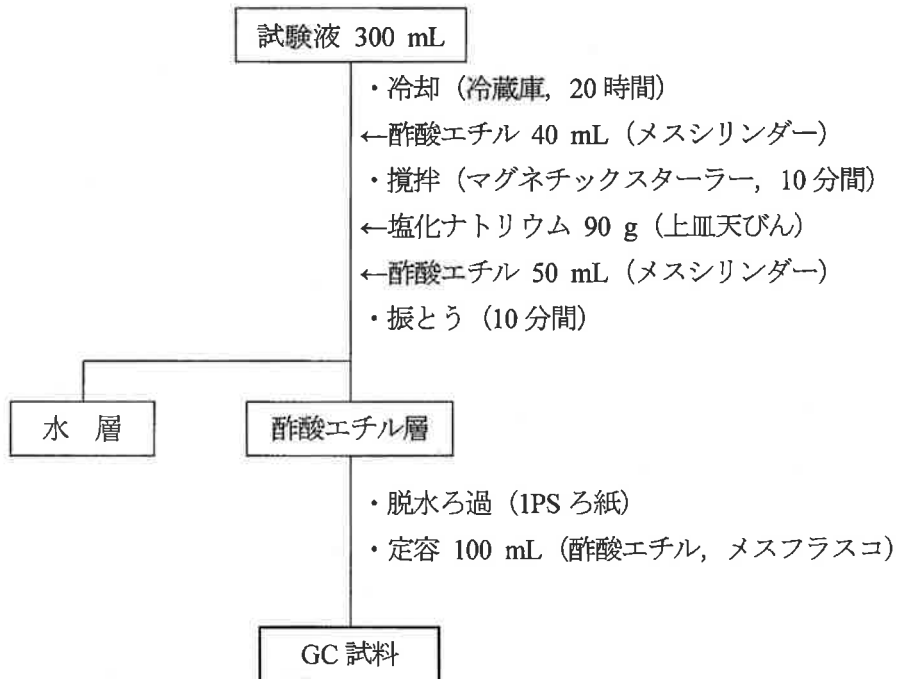 試験液 300 mL
・冷却（冷蔵庫，20 時間）
←酢酸エチル 40 mL（メスシリンダー）
・撹拌（マグネチックスターラー，10 分間）
←塩化ナトリウム 90 g（上皿天びん）
←酢酸エチル 50 mL（メスシリンダー）
・振とう（10 分間）
水 層
酢酸エチル層
・脱水ろ過（1PS ろ紙）
・定容 100 mL（酢酸エチル，メスフラスコ）
GC 試料